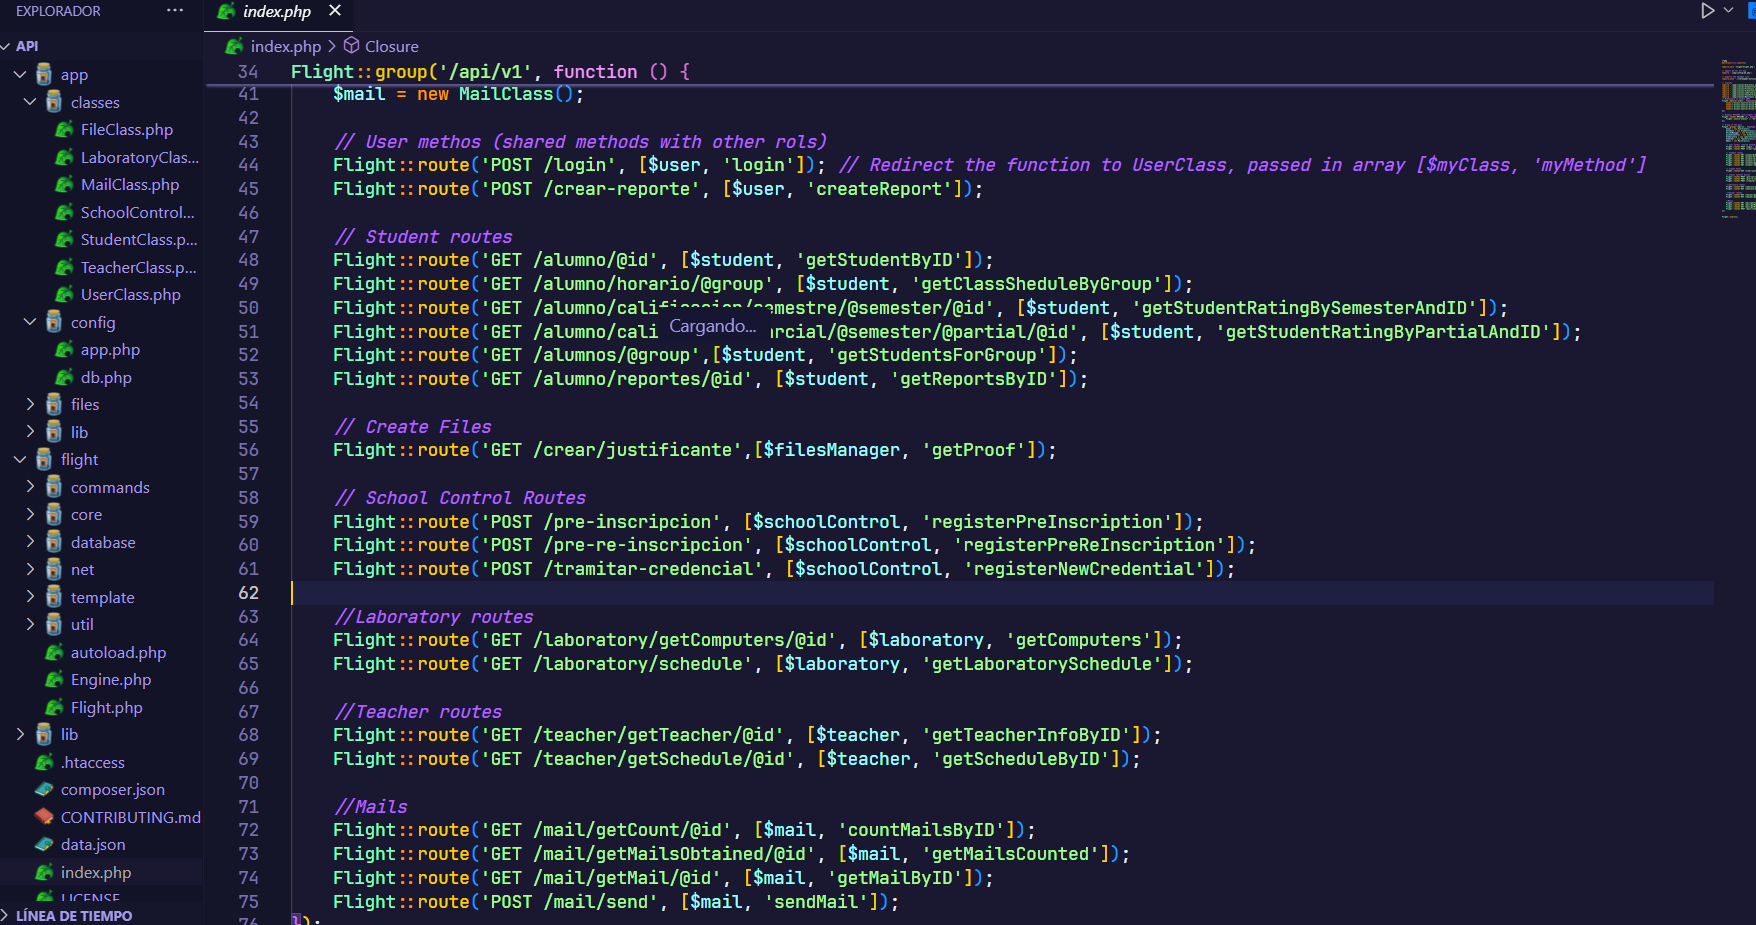 EXPLORADOR ···
API
app
classes
FileClass.php
LaboratoryClas...
MailClass.php
SchoolControl...
StudentClass.p...
TeacherClass.p...
UserClass.php
config
app.php
db.php
files
lib
flight
commands
core
database
net
template
util
autoload.php
Engine.php
Flight.php
lib
.htaccess
composer.json
CONTRIBUTING.md
data.json
index.php
LICENSE
LÍNEA DE TIEMPO
index.php
index.php > Closure
34 Flight::group('/api/v1', function () {
41 $mail = new MailClass();
42
43 // User methos (shared methods with other rols)
44 Flight::route('POST /login', [$user, 'login']); // Redirect the function to UserClass, passed in array [$myClass, 'myMethod']
45 Flight::route('POST /crear-reporte', [$user, 'createReport']);
46
47 // Student routes
48 Flight::route('GET /alumno/@id', [$student, 'getStudentByID']);
49 Flight::route('GET /alumno/horario/@group', [$student, 'getClassSheduleByGroup']);
50 Flight::route('GET /alumno/calificacion/semestre/@semester/@id', [$student, 'getStudentRatingBySemesterAndID']);
51 Flight::route('GET /alumno/cali Cargando... rcial/@semester/@partial/@id', [$student, 'getStudentRatingByPartialAndID']);
52 Flight::route('GET /alumnos/@group',[$student, 'getStudentsForGroup']);
53 Flight::route('GET /alumno/reportes/@id', [$student, 'getReportsByID']);
54
55 // Create Files
56 Flight::route('GET /crear/justificante',[$filesManager, 'getProof']);
57
58 // School Control Routes
59 Flight::route('POST /pre-inscripcion', [$schoolControl, 'registerPreInscription']);
60 Flight::route('POST /pre-re-inscripcion', [$schoolControl, 'registerPreReInscription']);
61 Flight::route('POST /tramitar-credencial', [$schoolControl, 'registerNewCredential']);
62
63 //Laboratory routes
64 Flight::route('GET /laboratory/getComputers/@id', [$laboratory, 'getComputers']);
65 Flight::route('GET /laboratory/schedule', [$laboratory, 'getLaboratorySchedule']);
66
67 //Teacher routes
68 Flight::route('GET /teacher/getTeacher/@id', [$teacher, 'getTeacherInfoByID']);
69 Flight::route('GET /teacher/getSchedule/@id', [$teacher, 'getScheduleByID']);
70
71 //Mails
72 Flight::route('GET /mail/getCount/@id', [$mail, 'countMailsByID']);
73 Flight::route('GET /mail/getMailsObtained/@id', [$mail, 'getMailsCounted']);
74 Flight::route('GET /mail/getMail/@id', [$mail, 'getMailByID']);
75 Flight::route('POST /mail/send', [$mail, 'sendMail']);
76 });